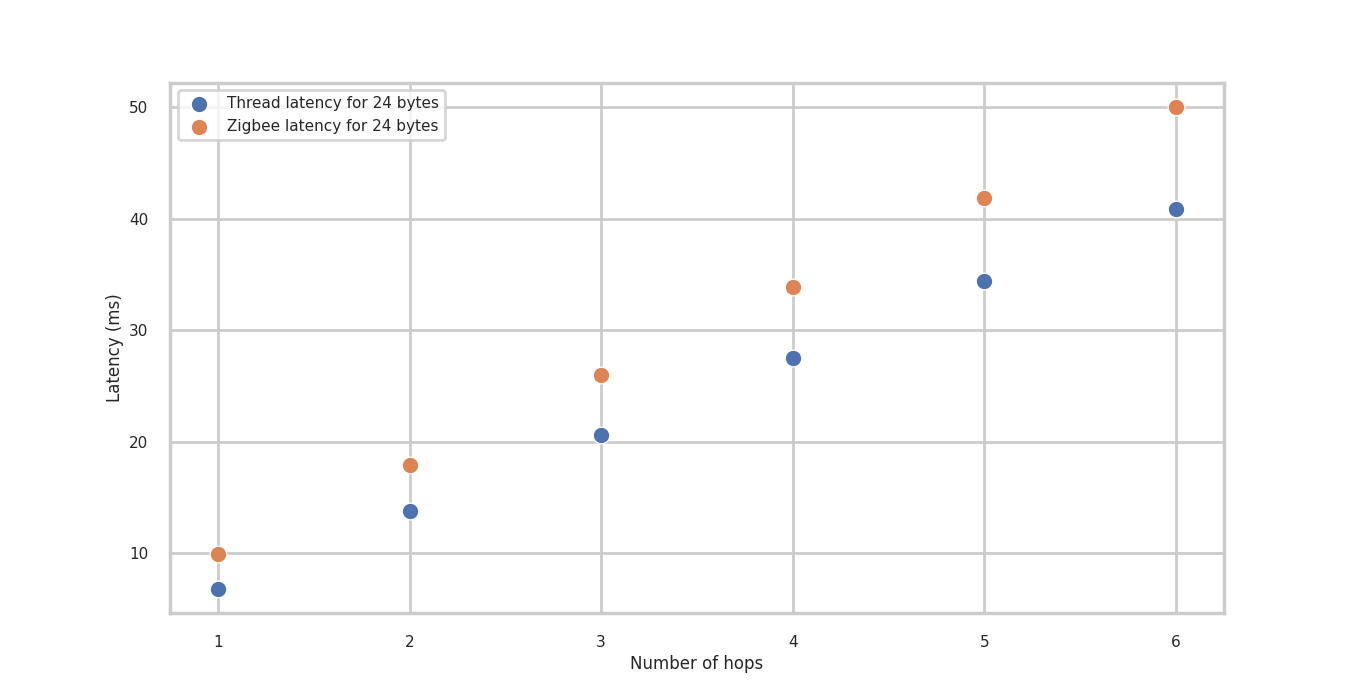 Thread latency for 24 bytes
Zigbee latency for 24 bytes
50
40
30
20
10
Latency (ms)
1 2 3 4 5 6
Number of hops